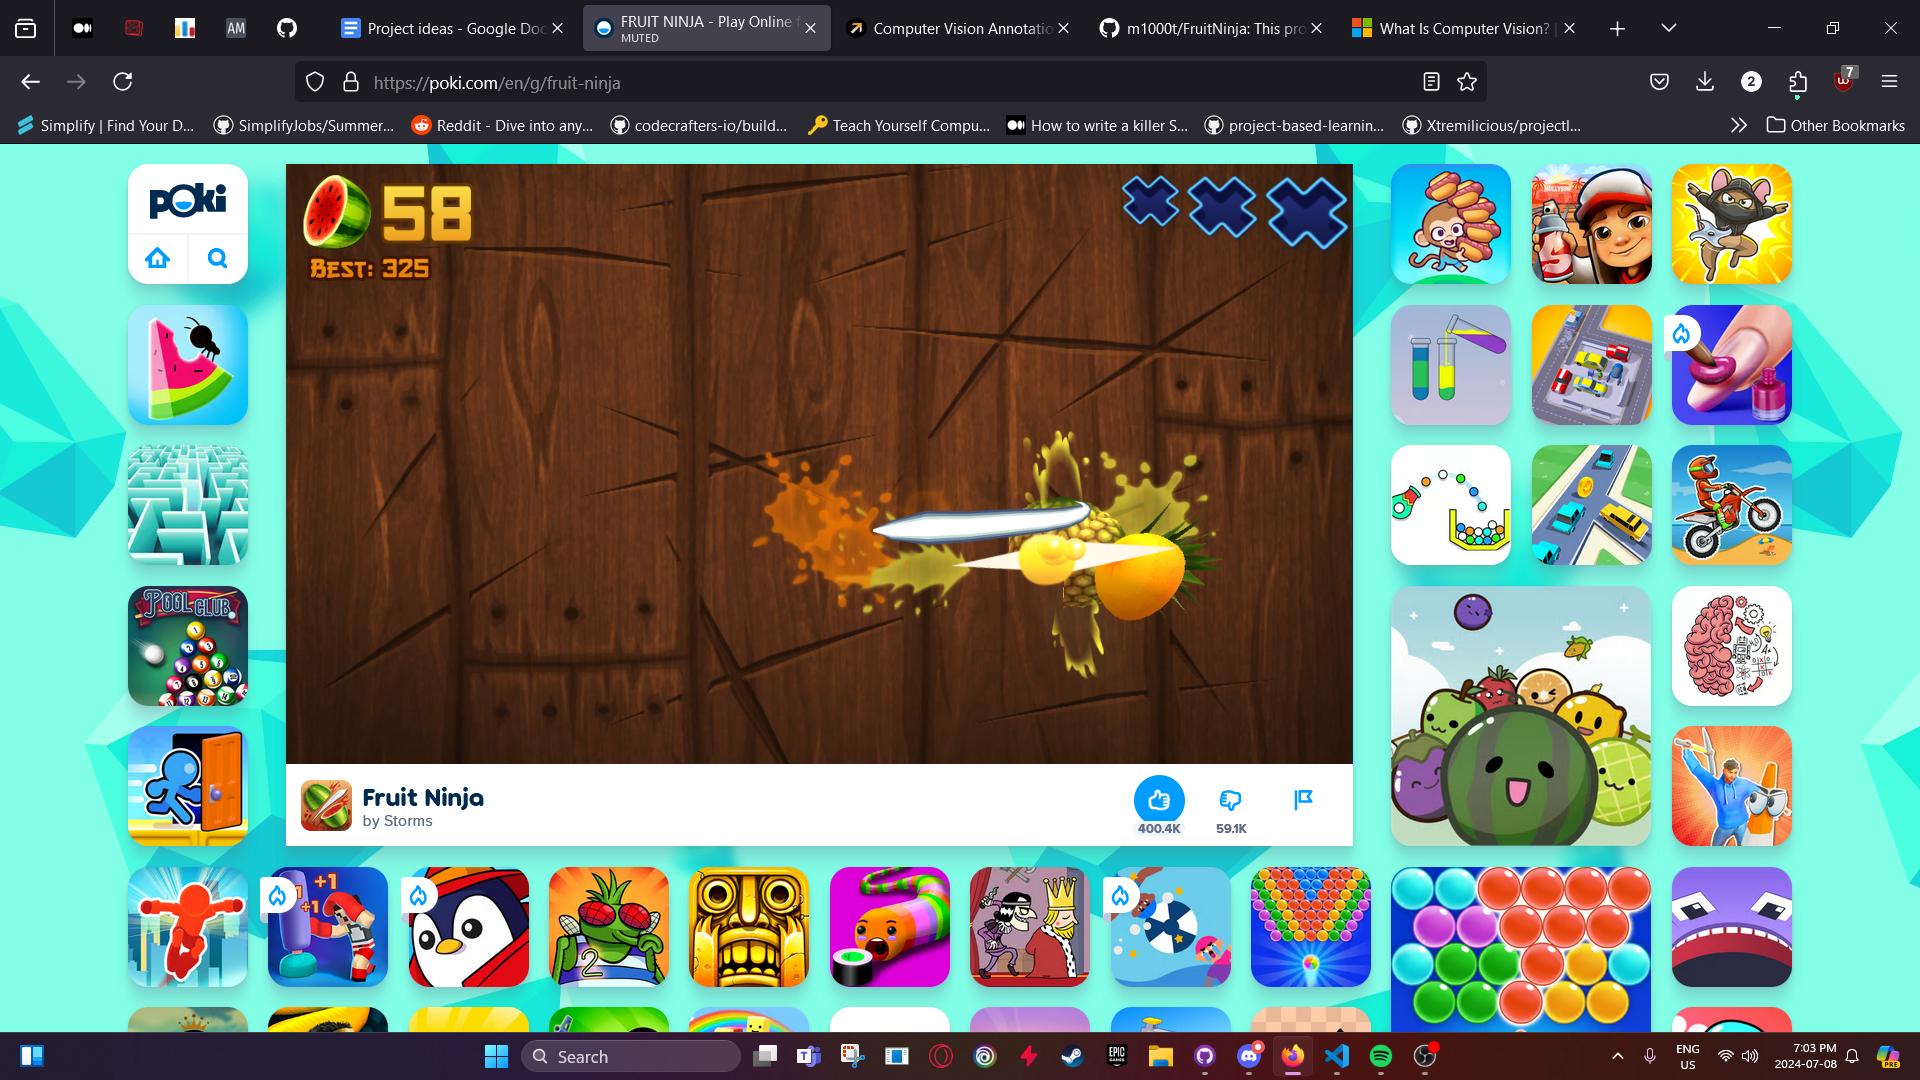 Project ideas - Google Doc
FRUIT NINJA - Play Online f
MUTED
Computer Vision Annotatio
m1000t/FruitNinja: This pro
What Is Computer Vision? |
AM
https://poki.com/en/g/fruit-ninja
2
7
Simplify | Find Your D...
SimplifyJobs/Summer...
Reddit - Dive into any...
codecrafters-io/build...
Teach Yourself Compu...
How to write a killer S...
project-based-learnin...
Xtremilicious/projectl...
Other Bookmarks
poki
58
BEST: 325
POOL CLUB
Fruit Ninja
by Storms
400.4K
59.1K
+1
+1
2
Search
EPIC GAMES
ENG
US
7:03 PM
2024-07-08
PRE